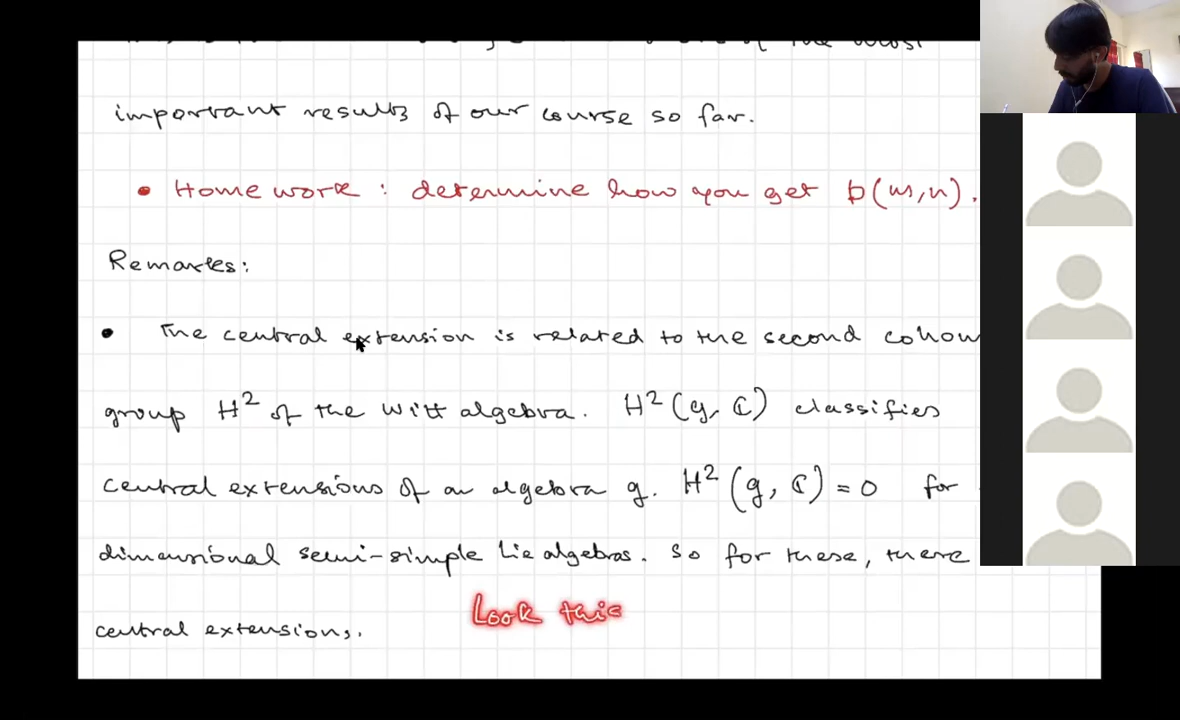 important results of our course so far.
• Homework: determine how you get b(m,n).
Remarks:
• The central extension is related to the second cohom
group H² of the witt algebra. H²(g, ℂ) classifies
central extensions of an algebra g. H²(g, ℂ) = 0 for
dimensional semi-simple Lie algebras. So for these, there
Look this
central extensions.